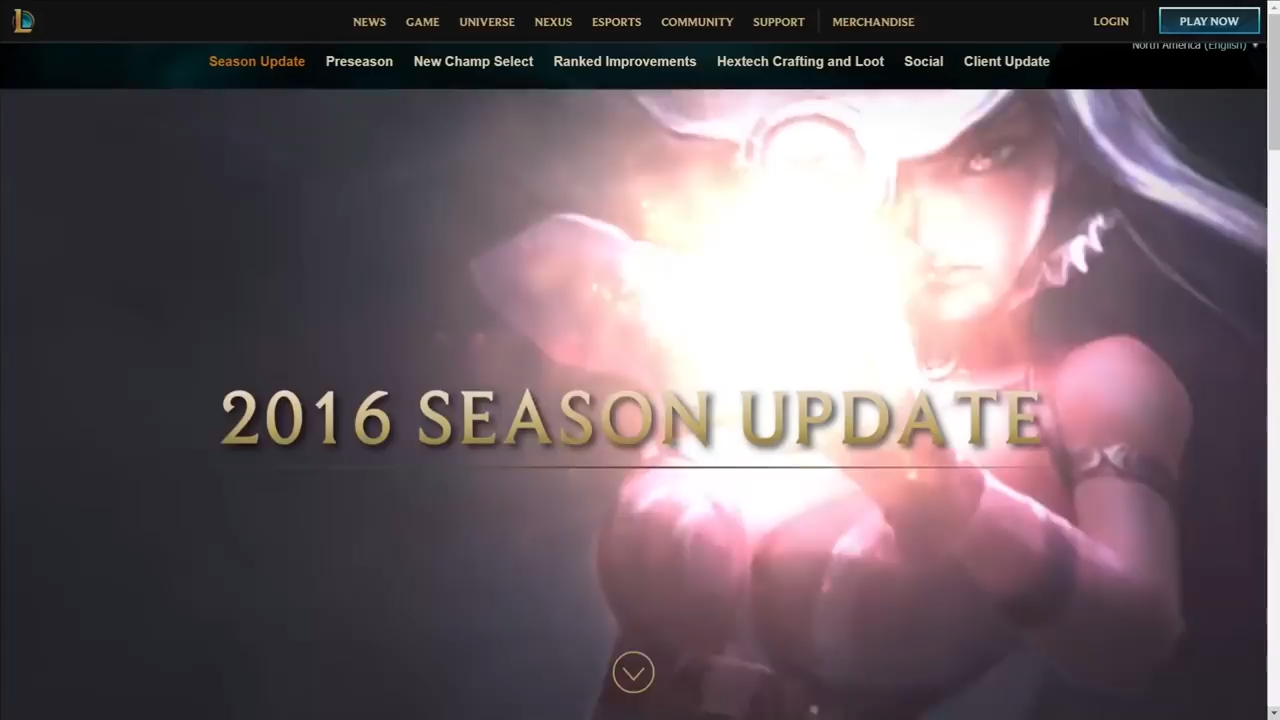 NEWS GAME UNIVERSE NEXUS ESPORTS COMMUNITY SUPPORT MERCHANDISE LOGIN PLAY NOW
North America (English)
Season Update Preseason New Champ Select Ranked Improvements Hextech Crafting and Loot Social Client Update
2016 SEASON UPDATE